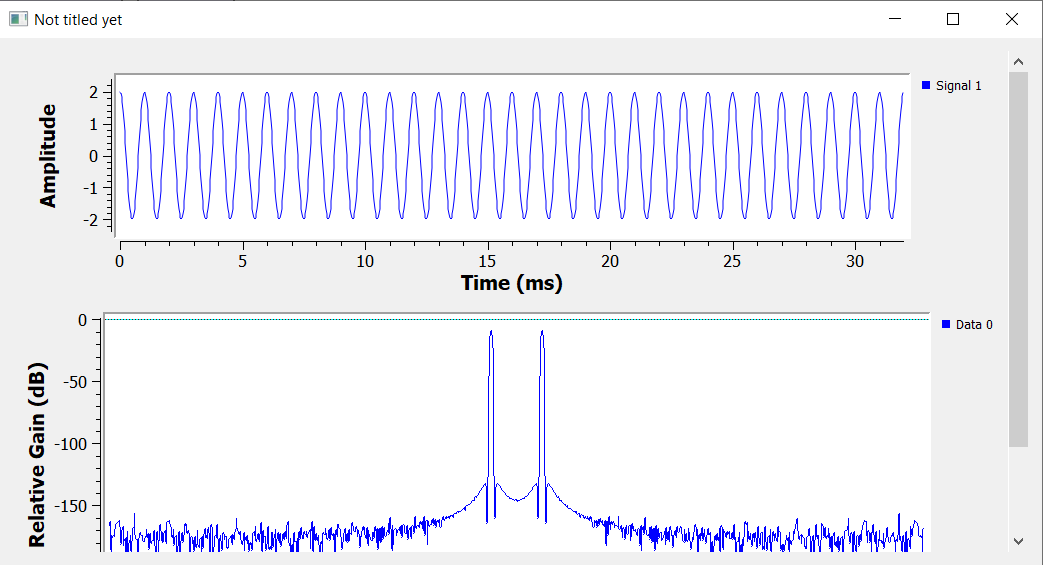 Not titled yet
Signal 1
Amplitude
2
1
0
-1
-2
0 5 10 15 20 25 30
Time (ms)
Data 0
Relative Gain (dB)
0
-50
-100
-150